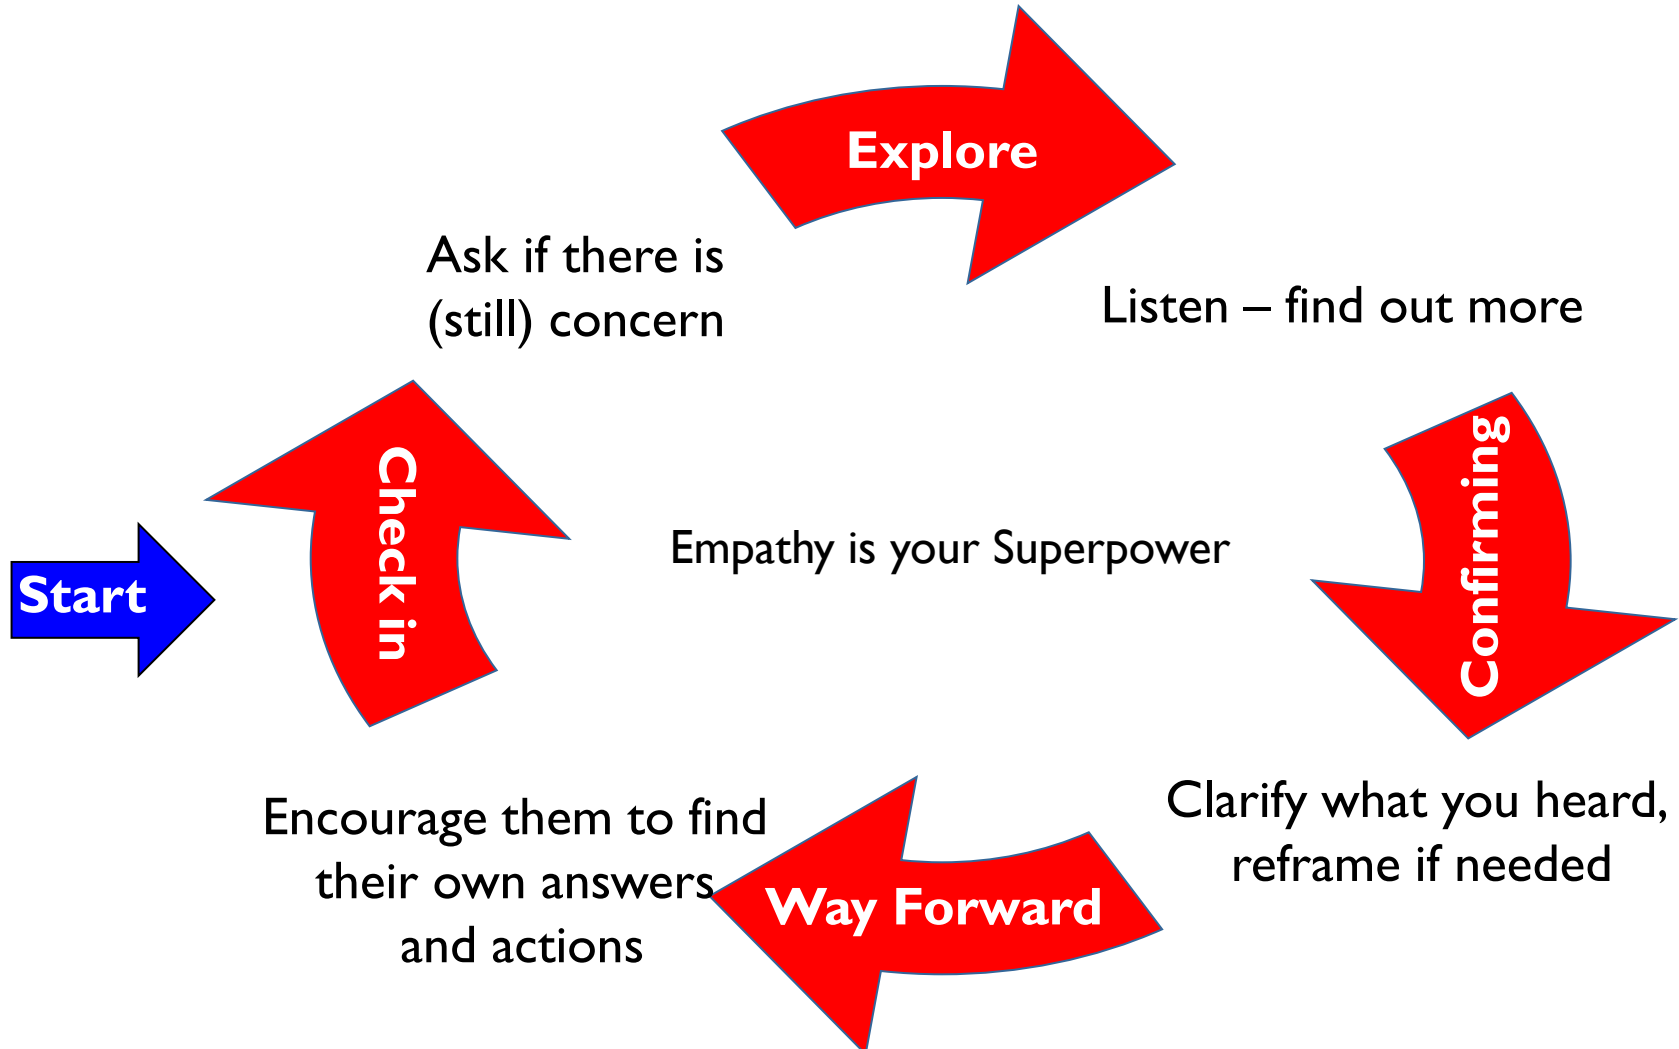 Explore
Ask if there is
(still) concern
Listen – find out more
Check in
Confirming
Empathy is your Superpower
Start
Encourage them to find
their own answers
and actions
Way Forward
Clarify what you heard,
reframe if needed